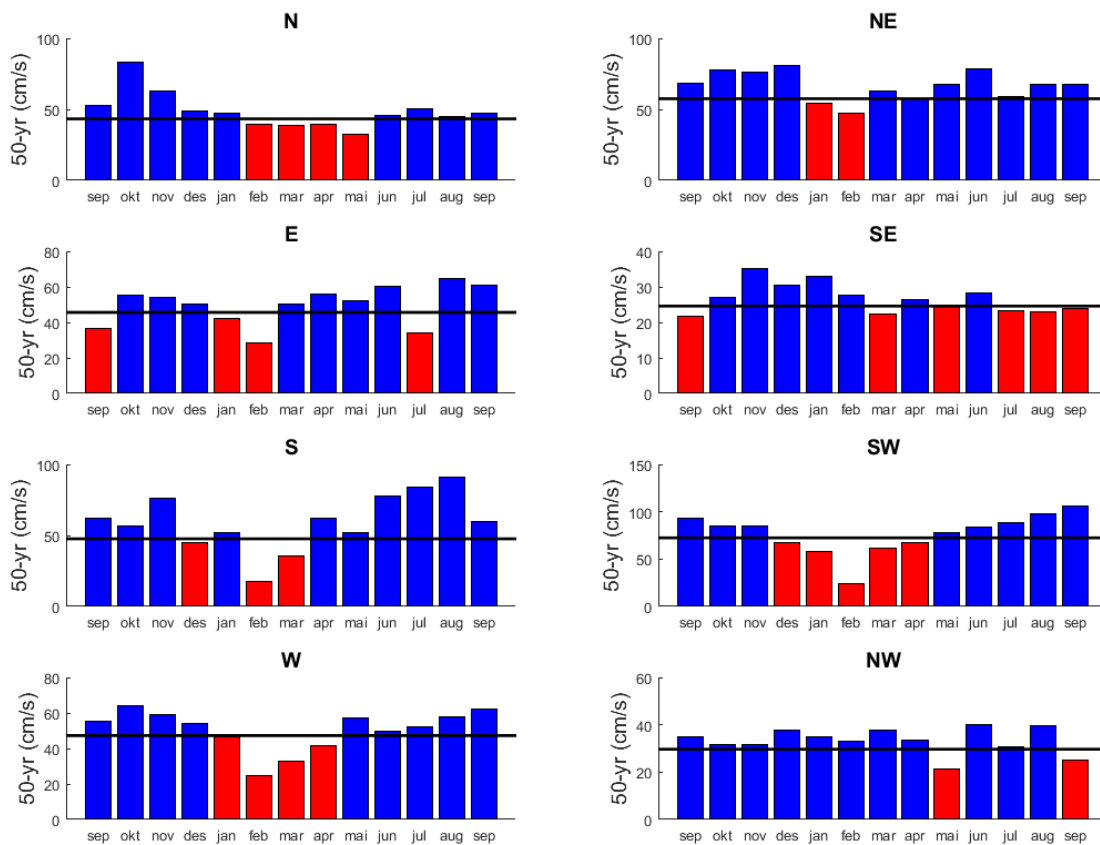 N
50-yr (cm/s)
100
50
0
sep okt nov des jan feb mar apr mai jun jul aug sep
NE
50-yr (cm/s)
100
50
0
sep okt nov des jan feb mar apr mai jun jul aug sep
E
50-yr (cm/s)
80
60
40
20
0
sep okt nov des jan feb mar apr mai jun jul aug sep
SE
50-yr (cm/s)
40
30
20
10
0
sep okt nov des jan feb mar apr mai jun jul aug sep
S
50-yr (cm/s)
100
50
0
sep okt nov des jan feb mar apr mai jun jul aug sep
SW
50-yr (cm/s)
150
100
50
0
sep okt nov des jan feb mar apr mai jun jul aug sep
W
50-yr (cm/s)
80
60
40
20
0
sep okt nov des jan feb mar apr mai jun jul aug sep
NW
50-yr (cm/s)
60
40
20
0
sep okt nov des jan feb mar apr mai jun jul aug sep